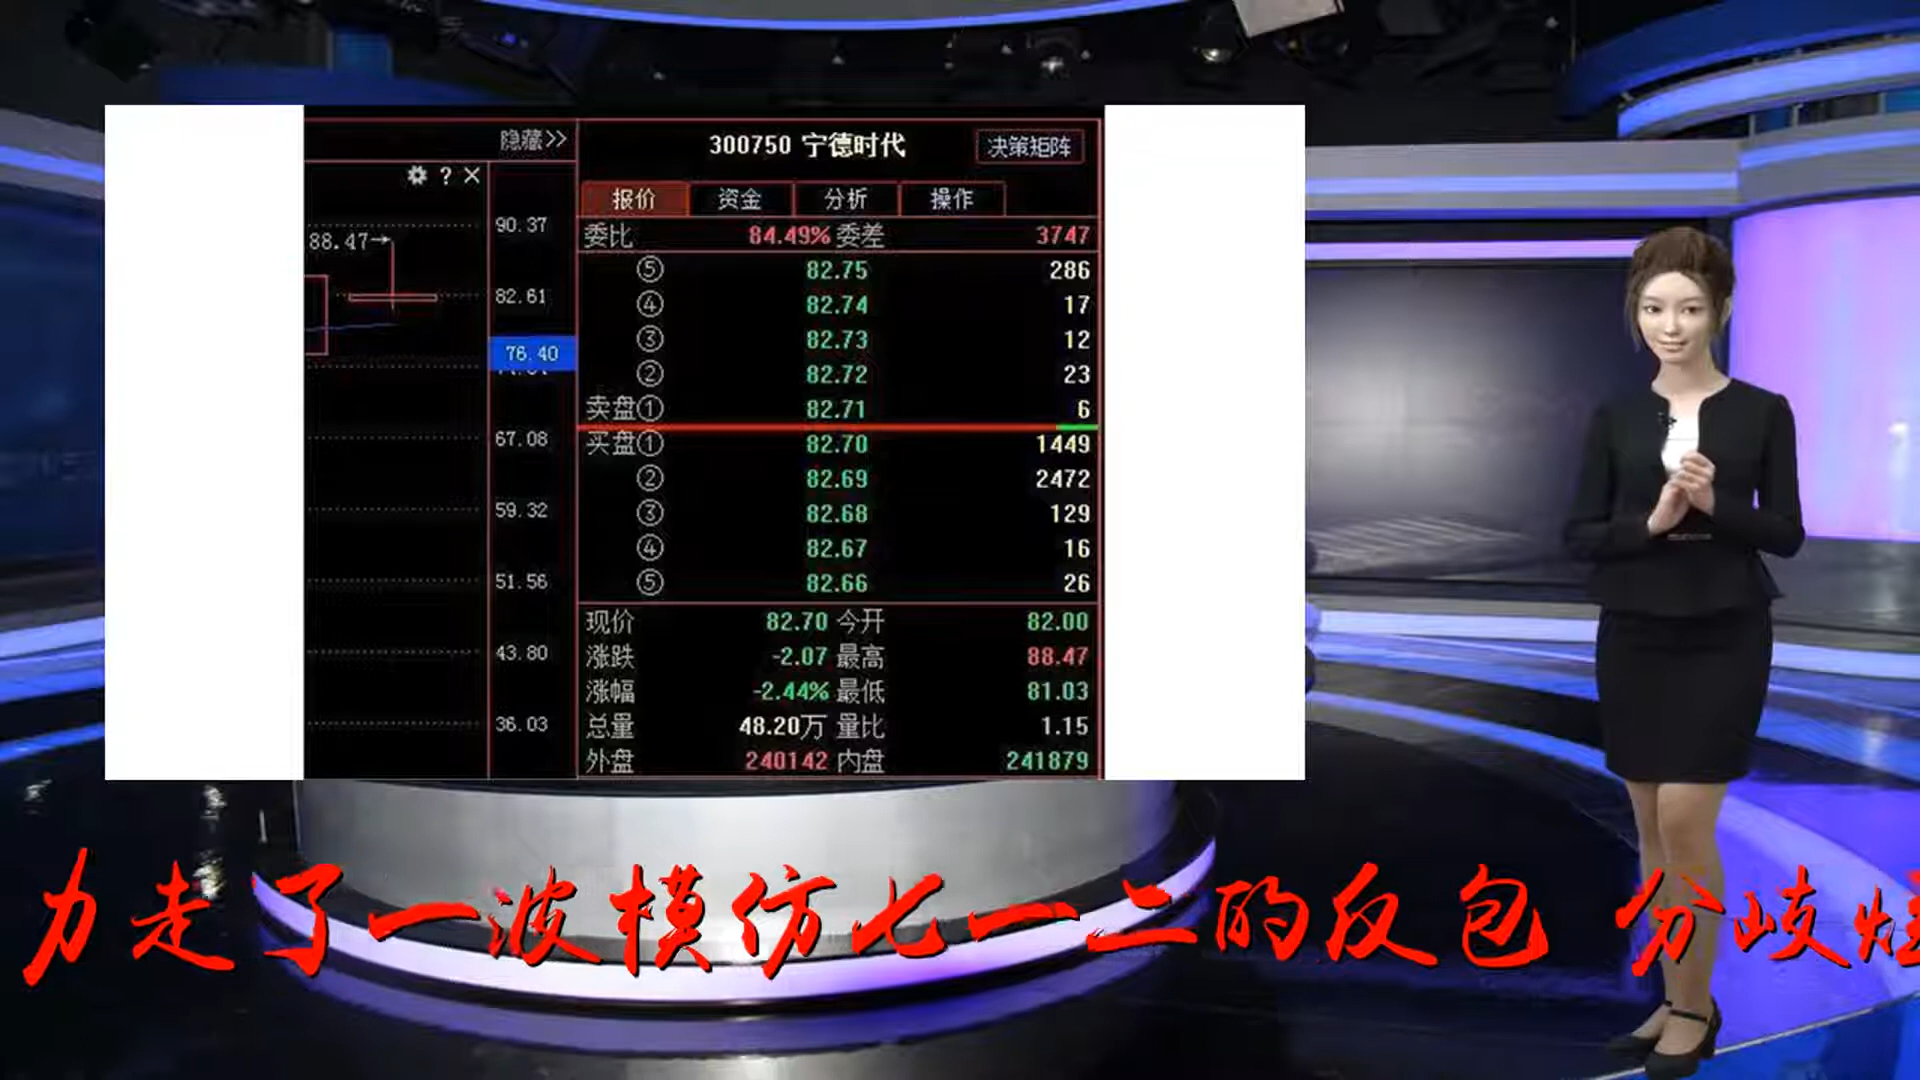 隐藏>>
300750 宁德时代
决策矩阵
? X
报价 资金 分析 操作
88.47→
90.37
82.61
76.40
67.08
59.32
51.56
43.80
36.03
委比 84.49% 委差 3747
⑤ 82.75 286
④ 82.74 17
③ 82.73 12
② 82.72 23
卖盘① 82.71 6
买盘① 82.70 1449
② 82.69 2472
③ 82.68 129
④ 82.67 16
⑤ 82.66 26
现价 82.70 今开 82.00
涨跌 -2.07 最高 88.47
涨幅 -2.44% 最低 81.03
总量 48.20万 量比 1.15
外盘 240142 内盘 241879
力走了一波模仿七一二的反包 分歧